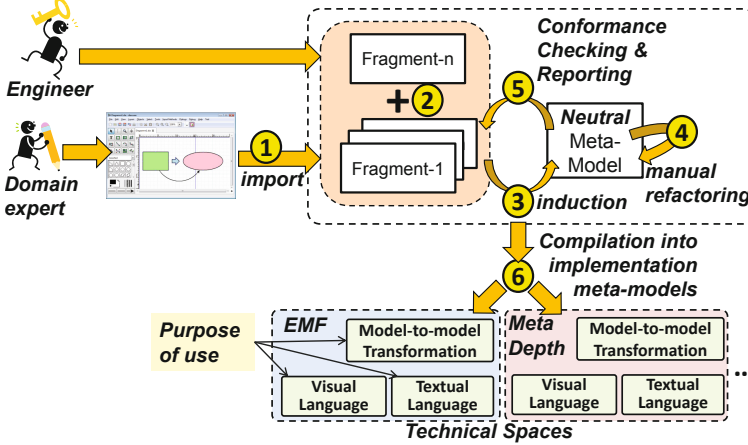 Engineer
Domain
expert
1
import
Fragment-n
+ 2
Fragment-1
Conformance
Checking &
Reporting
5
Neutral
Meta-
Model
4
manual
refactoring
3 induction
Compilation into
implementation
meta-models
6
Purpose
of use
EMF
Model-to-model
Transformation
Visual
Language
Textual
Language
Meta
Depth
Model-to-model
Transformation
Visual
Language
Textual
Language
...
Technical Spaces